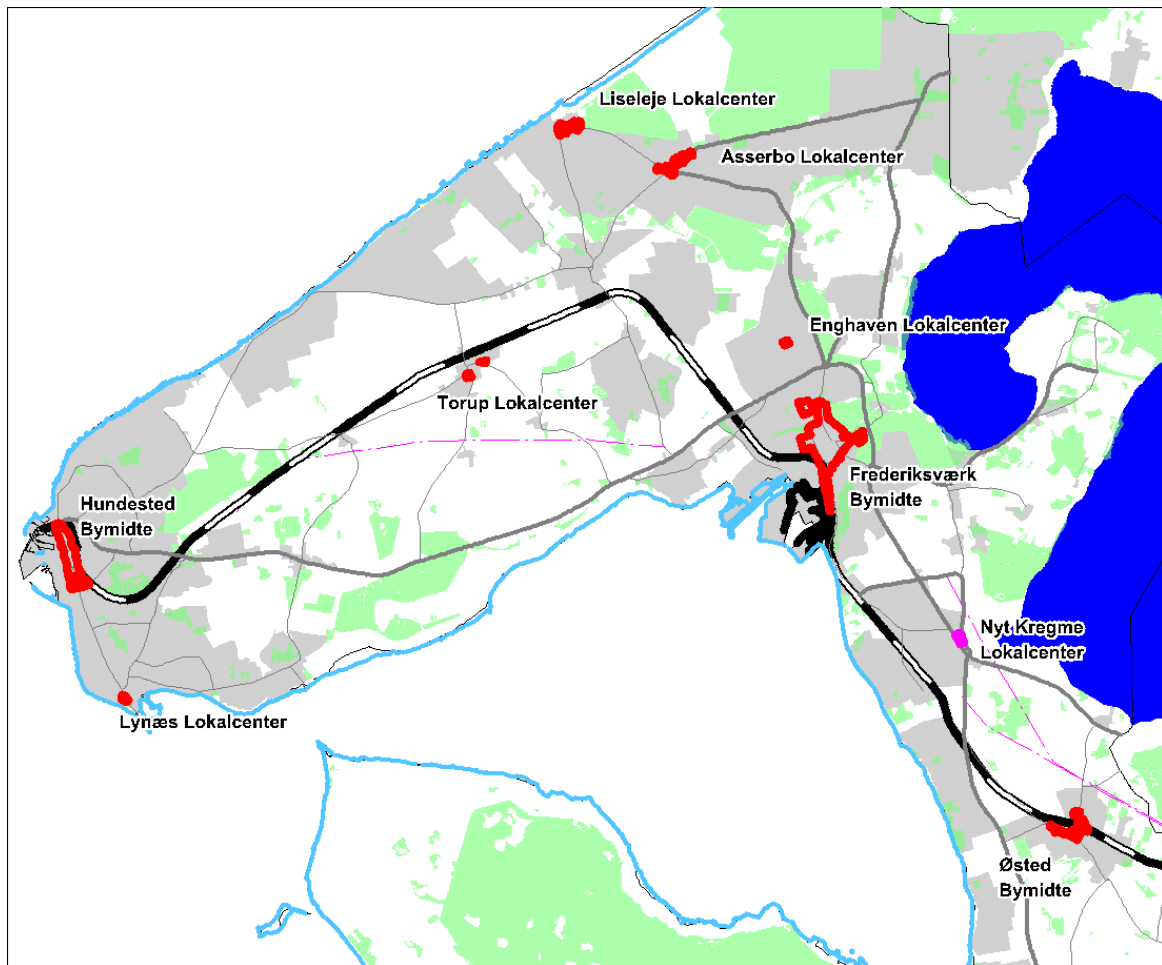 Liseleje Lokalcenter
Asserbo Lokalcenter
Enghaven Lokalcenter
Torup Lokalcenter
Frederiksværk
Bymidte
Hundested
Bymidte
Nyt Kregme
Lokalcenter
Lynæs Lokalcenter
Østed
Bymidte